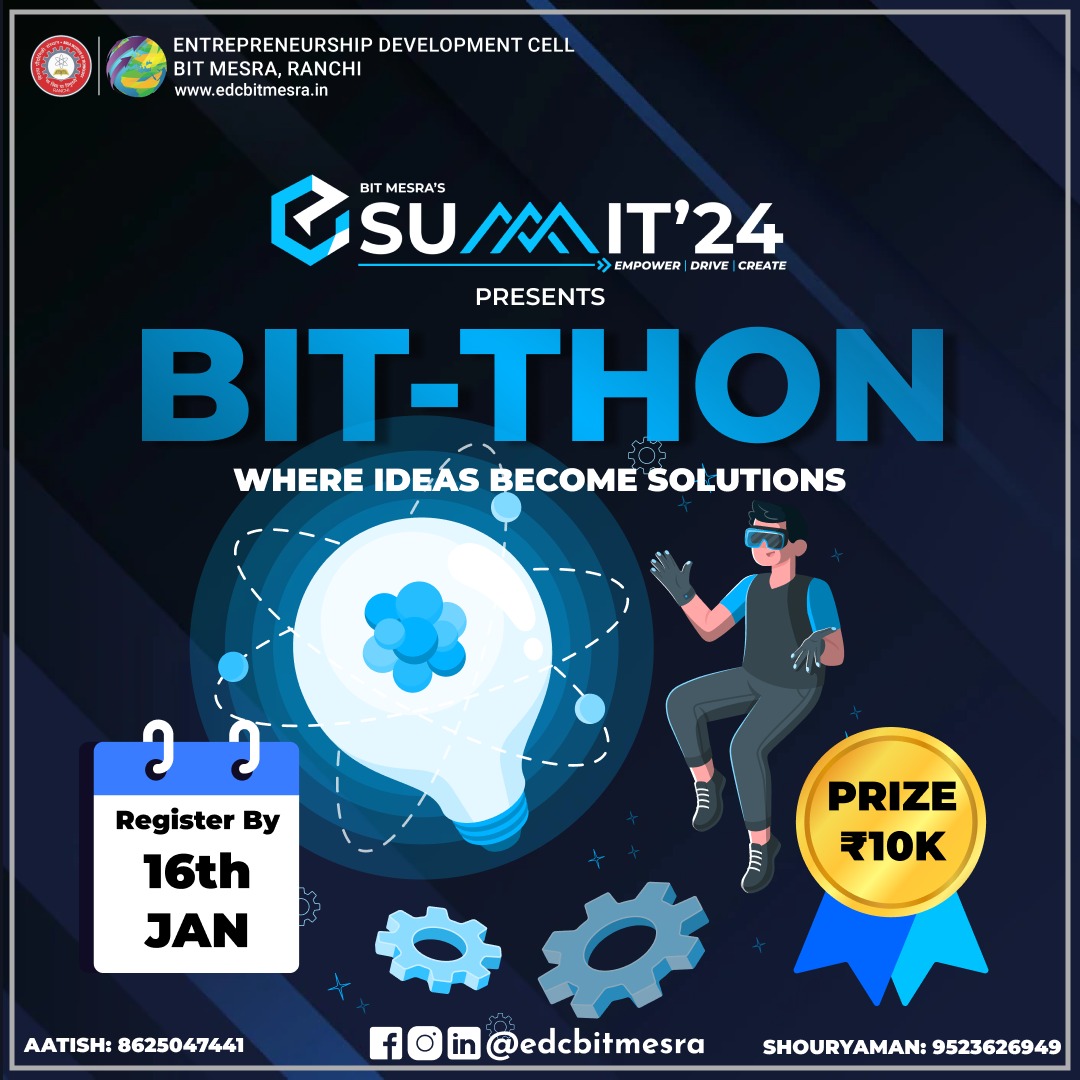 ENTREPRENEURSHIP DEVELOPMENT CELL
BIT MESRA, RANCHI
www.edcbitmesra.in
BIT MESRA'S
E SUMMIT'24
EMPOWER | DRIVE | CREATE
PRESENTS
BIT-THON
WHERE IDEAS BECOME SOLUTIONS
Register By
16th
JAN
PRIZE
₹10K
AATISH: 8625047441
@edcbitmesra
SHOURYAMAN: 9523626949